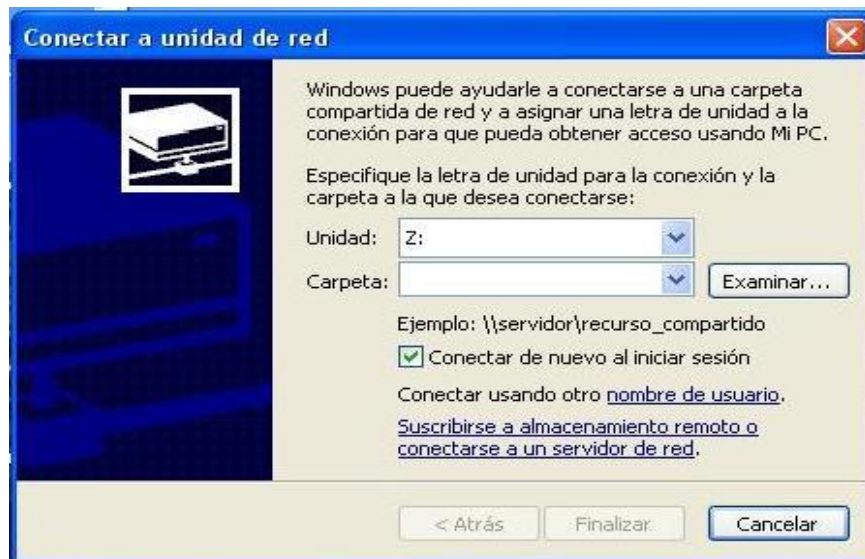 Conectar a unidad de red
Windows puede ayudarle a conectarse a una carpeta
compartida de red y a asignar una letra de unidad a la
conexión para que pueda obtener acceso usando Mi PC.
Especifique la letra de unidad para la conexión y la
carpeta a la que desea conectarse:
Unidad: Z:
Carpeta: Examinar...
Ejemplo: \\servidor\recurso_compartido
Conectar de nuevo al iniciar sesión
Conectar usando otro nombre de usuario.
Suscribirse a almacenamiento remoto o
conectarse a un servidor de red.
< Atrás Finalizar Cancelar